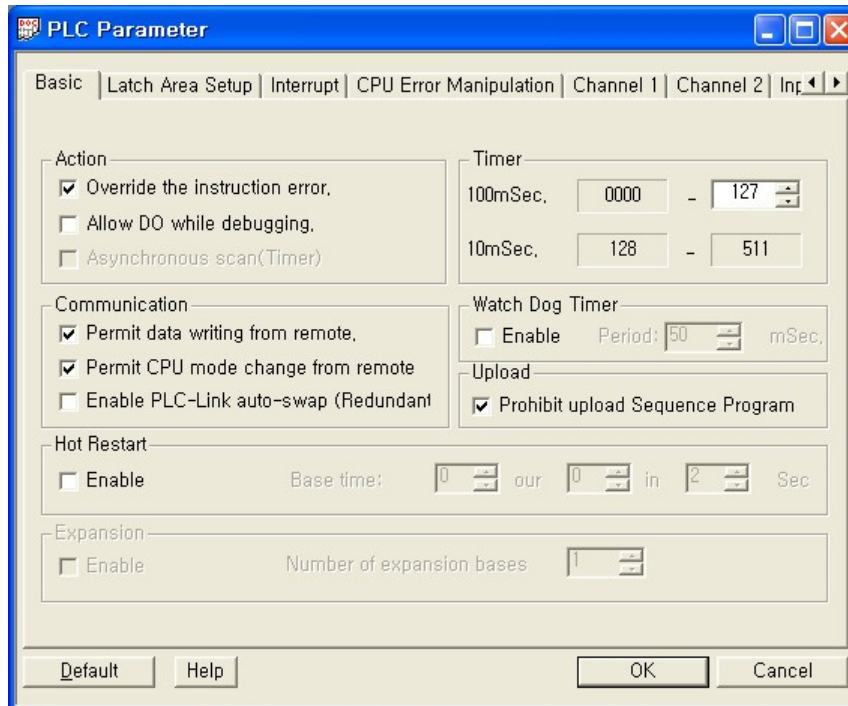 PLC Parameter
Basic Latch Area Setup Interrupt CPU Error Manipulation Channel 1 Channel 2
Action
Override the instruction error,
Allow DO while debugging,
Asynchronous scan(Timer)
Timer
100mSec, 0000 - 127
10mSec, 128 - 511
Communication
Permit data writing from remote,
Permit CPU mode change from remote
Enable PLC-Link auto-swap (Redundant
Watch Dog Timer
Enable Period: 50 mSec,
Upload
Prohibit upload Sequence Program
Hot Restart
Enable Base time: 0 our 0 in 2 Sec
Expansion
Enable Number of expansion bases 1
Default Help OK Cancel